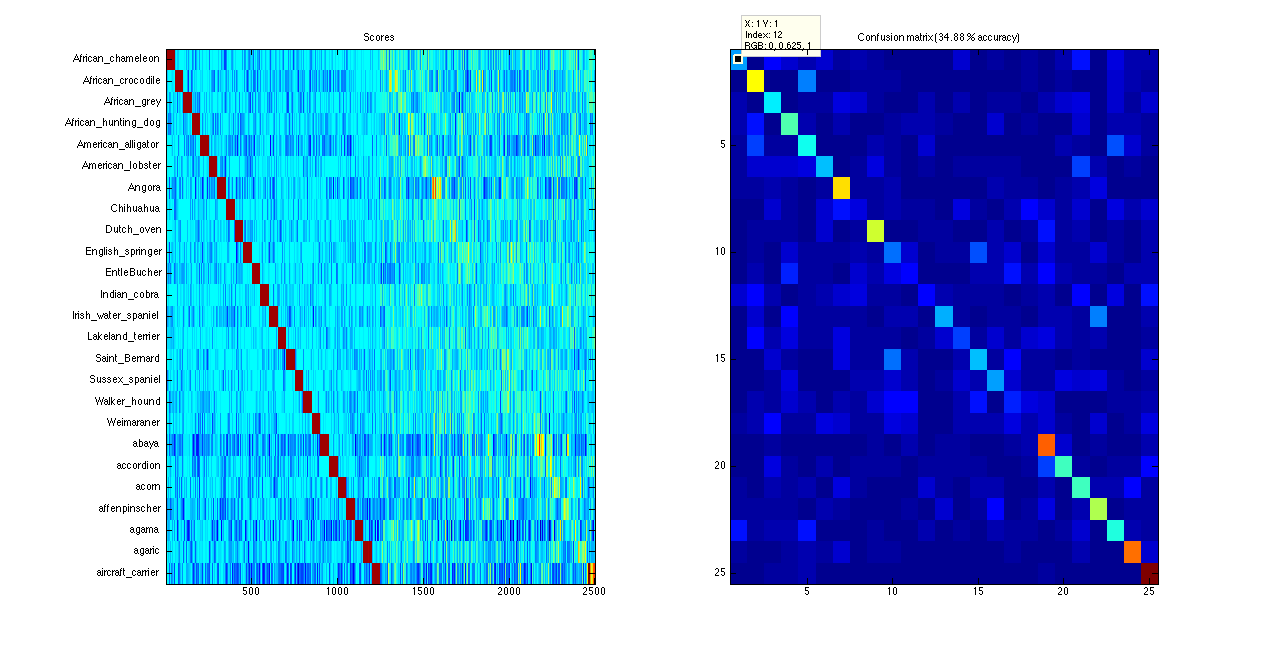 Scores
African_chameleon
African_crocodile
African_grey
African_hunting_dog
American_alligator
American_lobster
Angora
Chihuahua
Dutch_oven
English_springer
EntleBucher
Indian_cobra
Irish_water_spaniel
Lakeland_terrier
Saint_Bernard
Sussex_spaniel
Walker_hound
Weimaraner
abaya
accordion
acorn
affenpinscher
agama
agaric
aircraft_carrier
500 1000 1500 2000 2500
X: 1 Y: 1
Index: 12
RGB: 0, 0.625, 1
Confusion matrix (34.88 % accuracy)
5
10
15
20
25
5 10 15 20 25